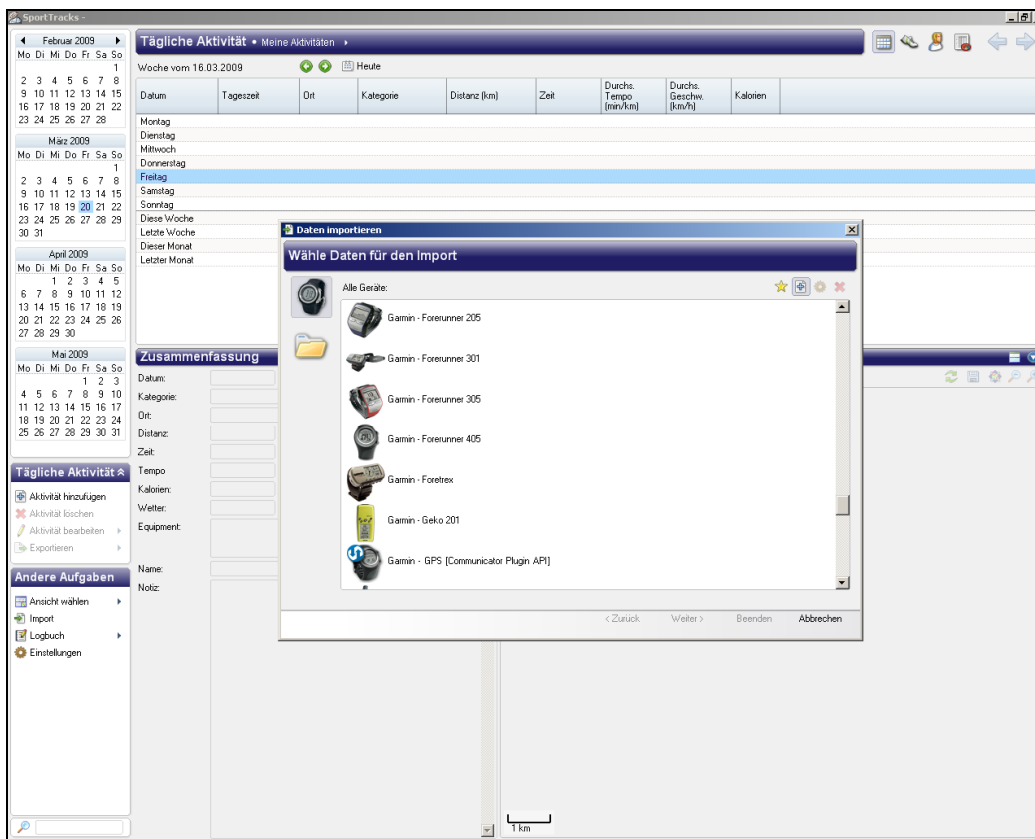 SportTracks -
Februar 2009
Mo Di Mi Do Fr Sa So
1
2 3 4 5 6 7 8
9 10 11 12 13 14 15
16 17 18 19 20 21 22
23 24 25 26 27 28
März 2009
Mo Di Mi Do Fr Sa So
1
2 3 4 5 6 7 8
9 10 11 12 13 14 15
16 17 18 19 20 21 22
23 24 25 26 27 28 29
30 31
April 2009
Mo Di Mi Do Fr Sa So
1 2 3 4 5
6 7 8 9 10 11 12
13 14 15 16 17 18 19
20 21 22 23 24 25 26
27 28 29 30
Mai 2009
Mo Di Mi Do Fr Sa So
1 2 3
4 5 6 7 8 9 10
11 12 13 14 15 16 17
18 19 20 21 22 23 24
25 26 27 28 29 30 31
Tägliche Aktivität
Aktivität hinzufügen
Aktivität löschen
Aktivität bearbeiten
Exportieren
Andere Aufgaben
Ansicht wählen
Import
Logbuch
Einstellungen
Tägliche Aktivität • Meine Aktivitäten
Woche vom 16.03.2009 Heute
Datum Tageszeit Ort Kategorie Distanz (km) Zeit Durchs. Tempo (min/km) Durchs. Geschw. (km/h) Kalorien
Montag
Dienstag
Mittwoch
Donnerstag
Freitag
Samstag
Sonntag
Diese Woche
Letzte Woche
Dieser Monat
Letzter Monat
Zusammenfassung
Datum:
Kategorie:
Ort:
Distanz:
Zeit:
Tempo
Kalorien:
Wetter:
Equipment:
Name:
Notiz:
Daten importieren
Wähle Daten für den Import
Alle Geräte:
Garmin - Forerunner 205
Garmin - Forerunner 301
Garmin - Forerunner 305
Garmin - Forerunner 405
Garmin - Foretrex
Garmin - Geko 201
Garmin - GPS [Communicator Plugin API]
< Zurück Weiter > Beenden Abbrechen
1 km